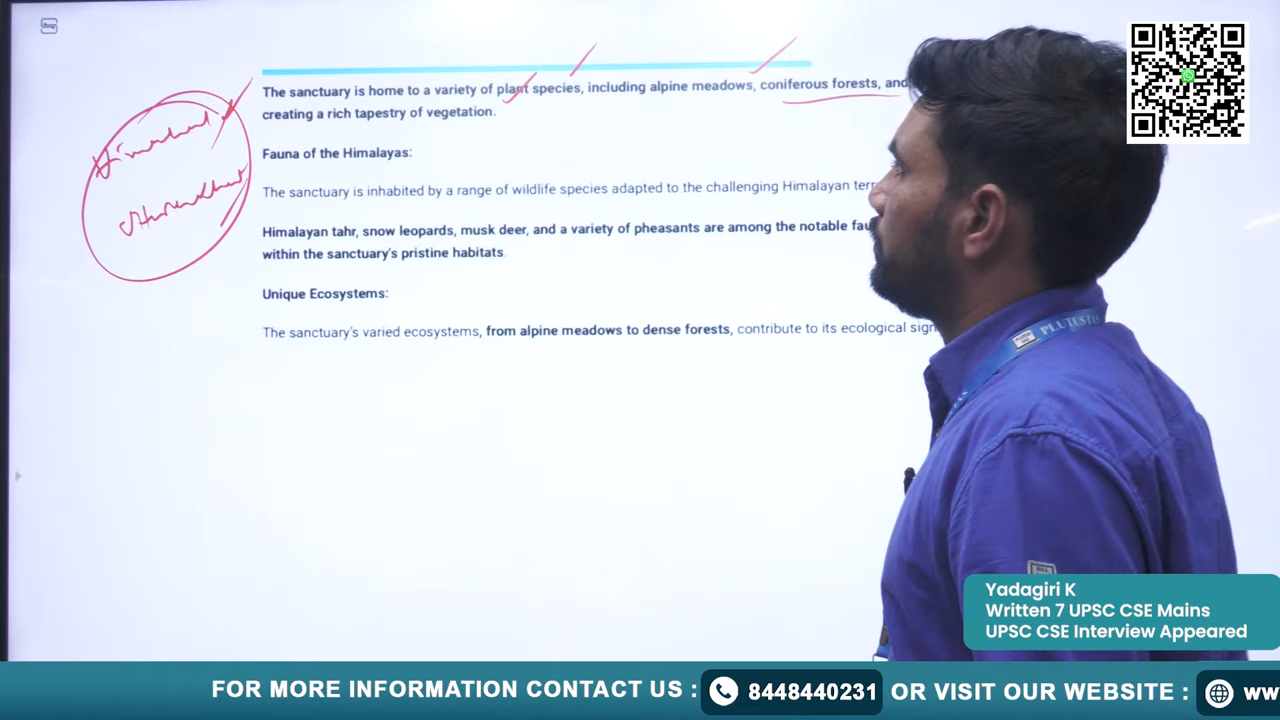 The sanctuary is home to a variety of plant species, including alpine meadows, coniferous forests, and
creating a rich tapestry of vegetation.
Fauna of the Himalayas:
The sanctuary is inhabited by a range of wildlife species adapted to the challenging Himalayan terr
Himalayan tahr, snow leopards, musk deer, and a variety of pheasants are among the notable fau
within the sanctuary's pristine habitats.
Unique Ecosystems:
The sanctuary's varied ecosystems, from alpine meadows to dense forests, contribute to its ecological sign
PLUTUS IAS
Yadagiri K
Written 7 UPSC CSE Mains
UPSC CSE Interview Appeared
FOR MORE INFORMATION CONTACT US : 8448440231 OR VISIT OUR WEBSITE : ww